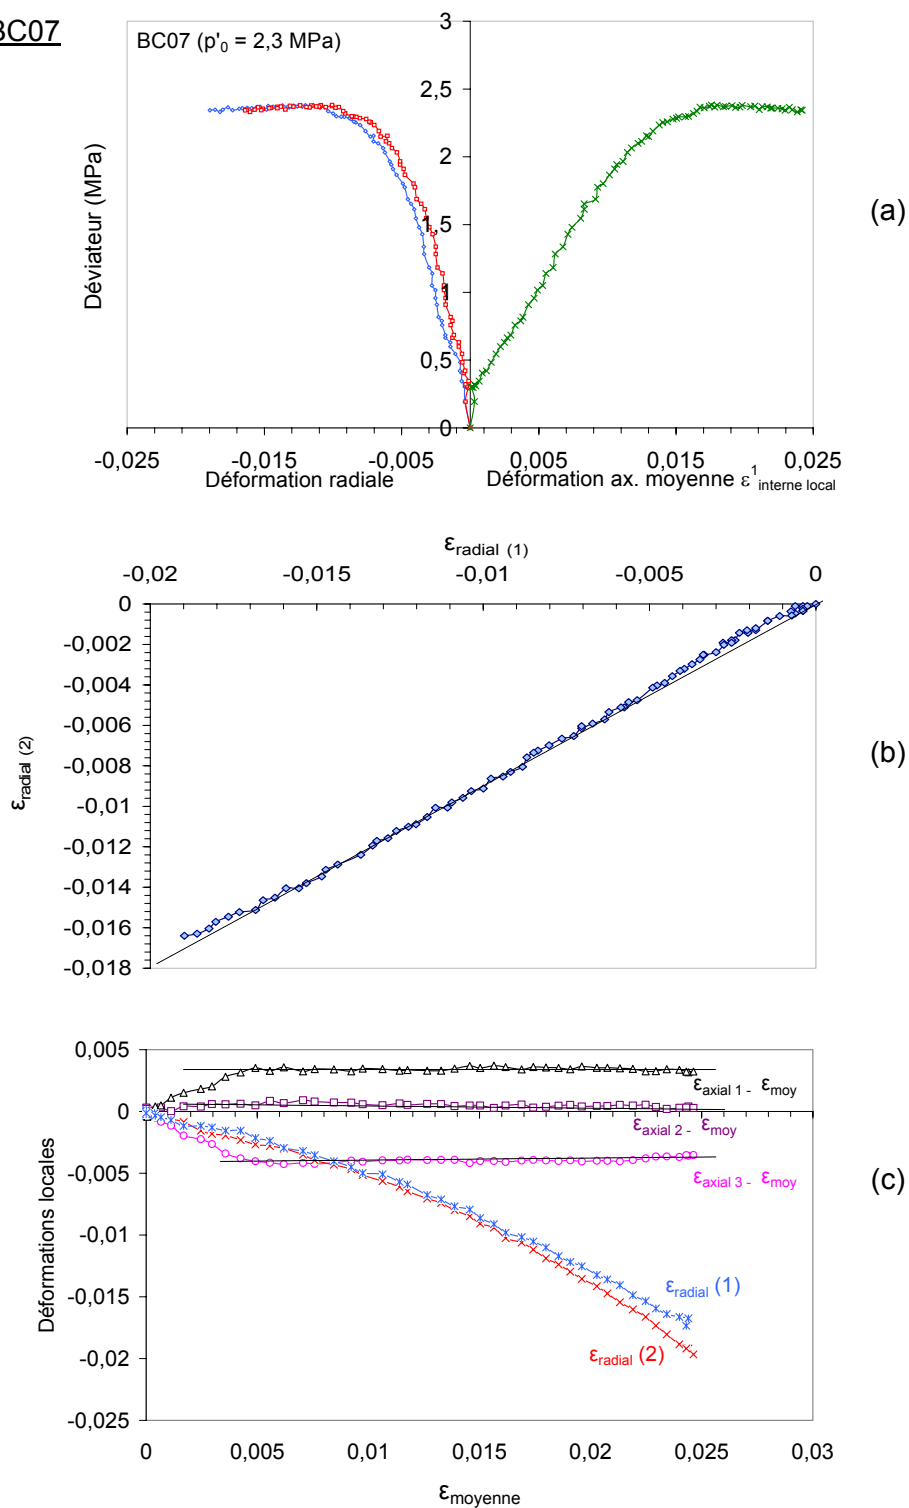 BC07
BC07 (p'0 = 2,3 MPa)
3
2,5
2
1,5
1
0,5
0
Déviateur (MPa)
(a)
-0,025 -0,015 -0,005 0,005 0,015 0,025
Déformation radiale Déformation ax. moyenne ε1 interne local
εradial (1)
-0,02 -0,015 -0,01 -0,005 0
0
-0,002
-0,004
-0,006
-0,008
-0,01
-0,012
-0,014
-0,016
-0,018
εradial (2)
(b)
0,005
0
-0,005
-0,01
-0,015
-0,02
-0,025
Déformations locales
εaxial 1 - εmoy
εaxial 2 - εmoy
εaxial 3 - εmoy
(c)
εradial (1)
εradial (2)
0 0,005 0,01 0,015 0,02 0,025 0,03
εmoyenne